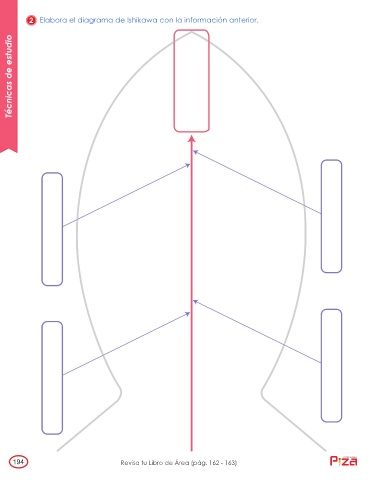 2 Elabora el diagrama de Ishikawa con la información anterior.
Técnicas de estudio
194
Revisa tu Libro de Área (pág. 162 - 163)